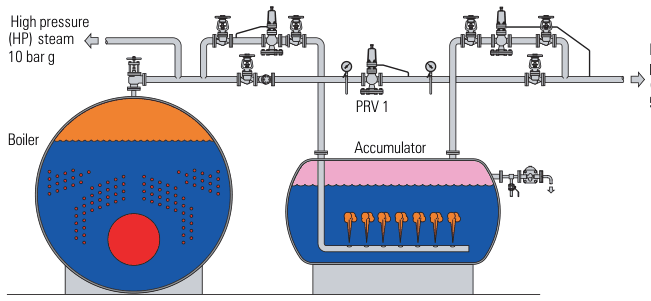 High pressure
(HP) steam
10 bar g
Boiler
PRV 1
Accumulator